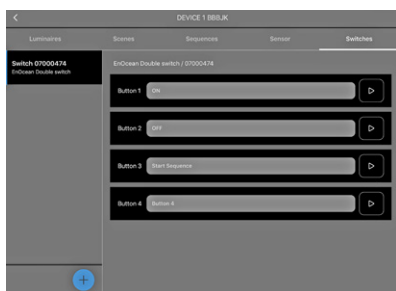 DEVICE 1 BB8JK
Luminaires Scenes Sequences Sensor Switches
Switch 07000474
EnOcean Double switch
EnOcean Double switch / 07000474
Button 1 ON
Button 2 OFF
Button 3 Start Sequence
Button 4 Button 4